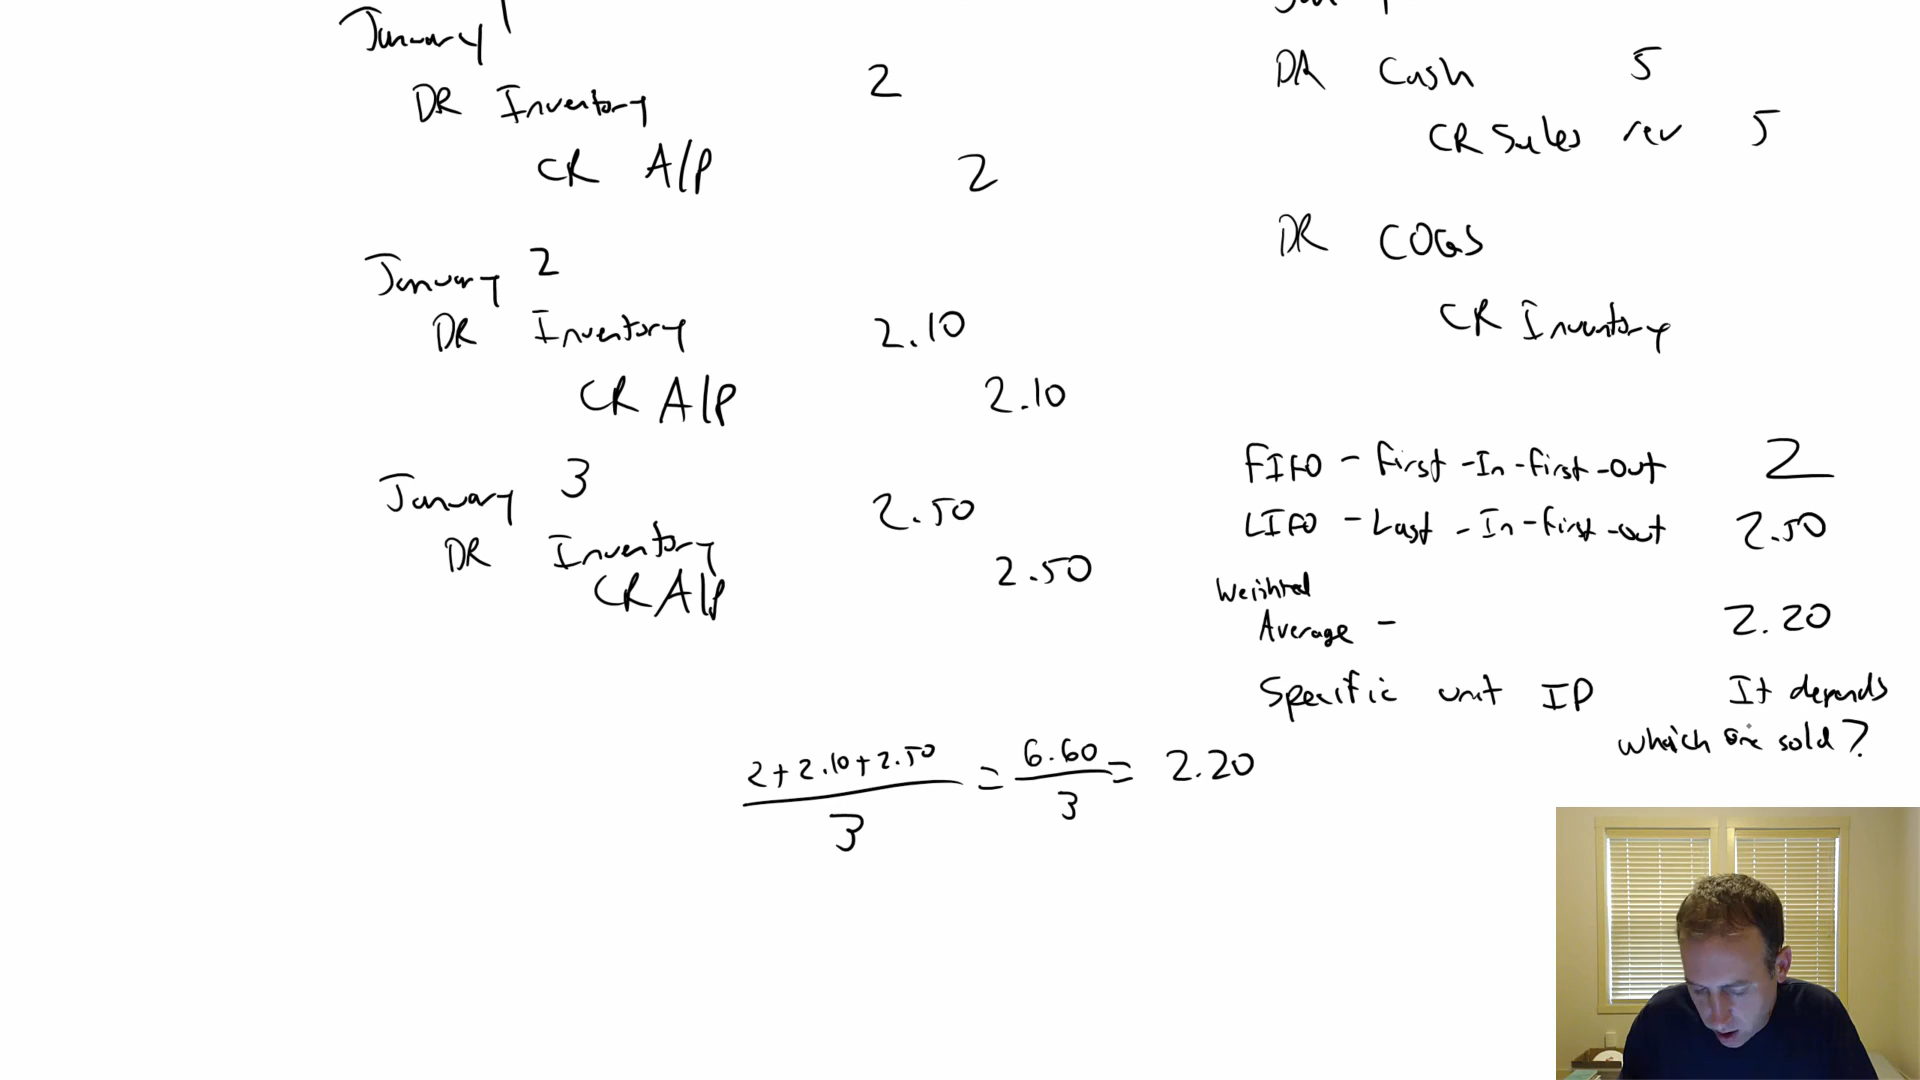 January 1
DR Inventory 2
CR A/P 2
January 2
DR Inventory 2.10
CR A/P 2.10
January 3
DR Inventory 2.50
CR A/P 2.50
2+2.10+2.50
3
=
6.60
3
= 2.20
DR Cash 5
CR Sales rev 5
DR COGS
CR Inventory
FIFO - First-In-first-out 2
LIFO - Last-In-first-out 2.50
Weighted
Average - 2.20
Specific unit ID It depends
which one sold?